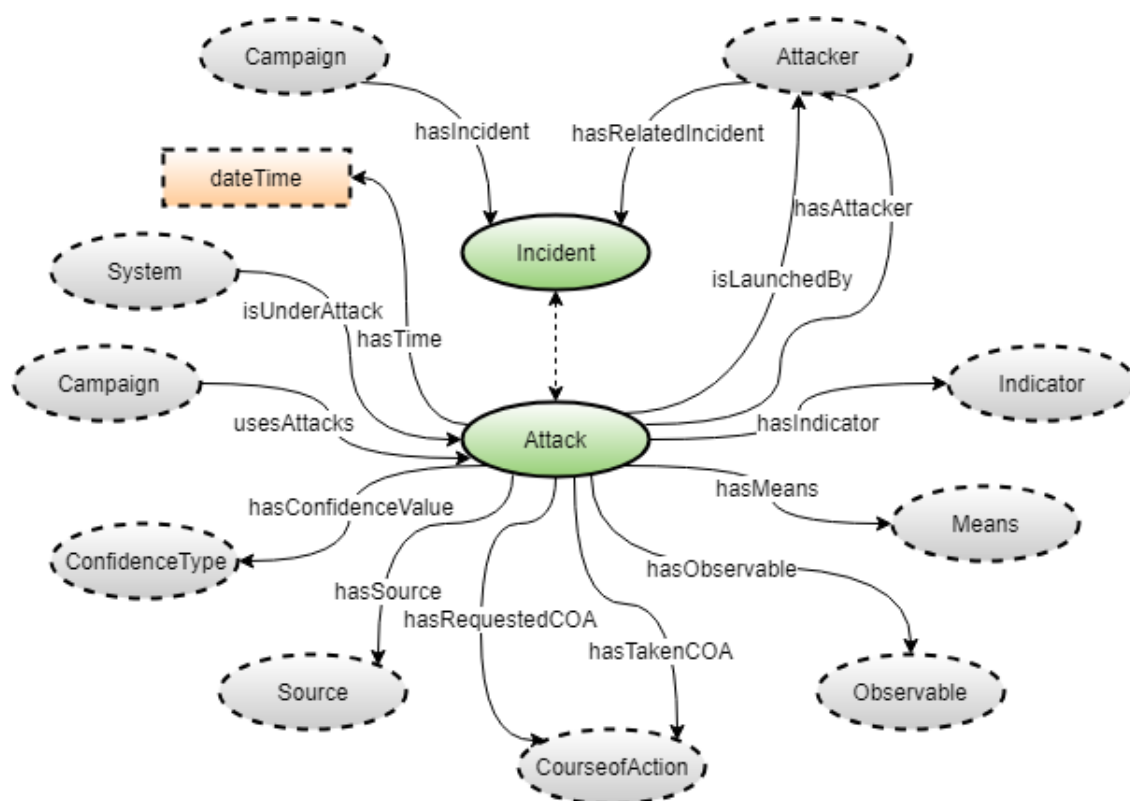 Campaign
Attacker
hasIncident
hasRelatedIncident
dateTime
hasAttacker
Incident
System
isLaunchedBy
isUnderAttack
hasTime
Campaign
Indicator
usesAttacks
Attack
hasIndicator
hasMeans
hasConfidenceValue
Means
ConfidenceType
hasObservable
hasSource
hasRequestedCOA
hasTakenCOA
Source
Observable
CourseofAction